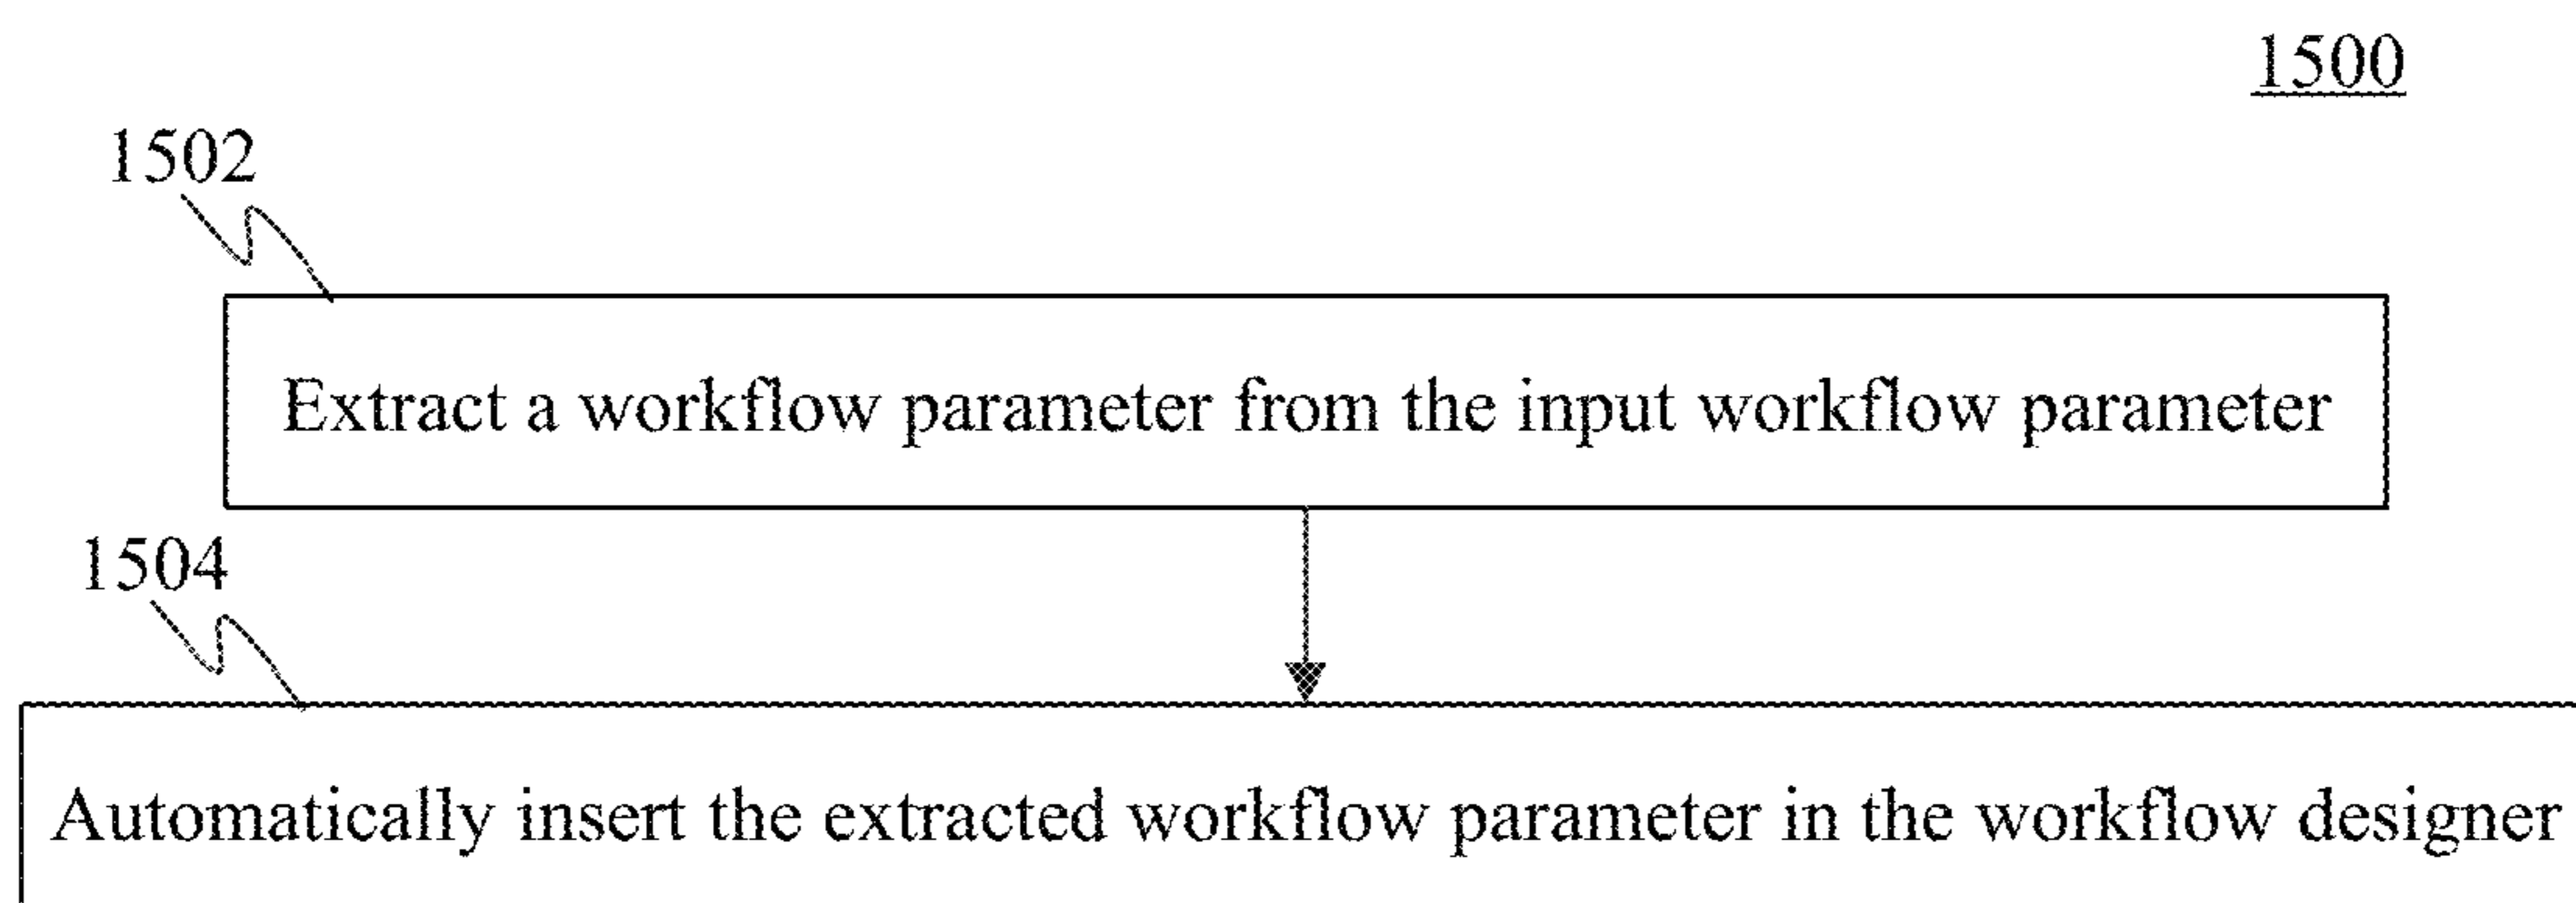 1500
1502
Extract a workflow parameter from the input workflow parameter
1504
Automatically insert the extracted workflow parameter in the workflow designer